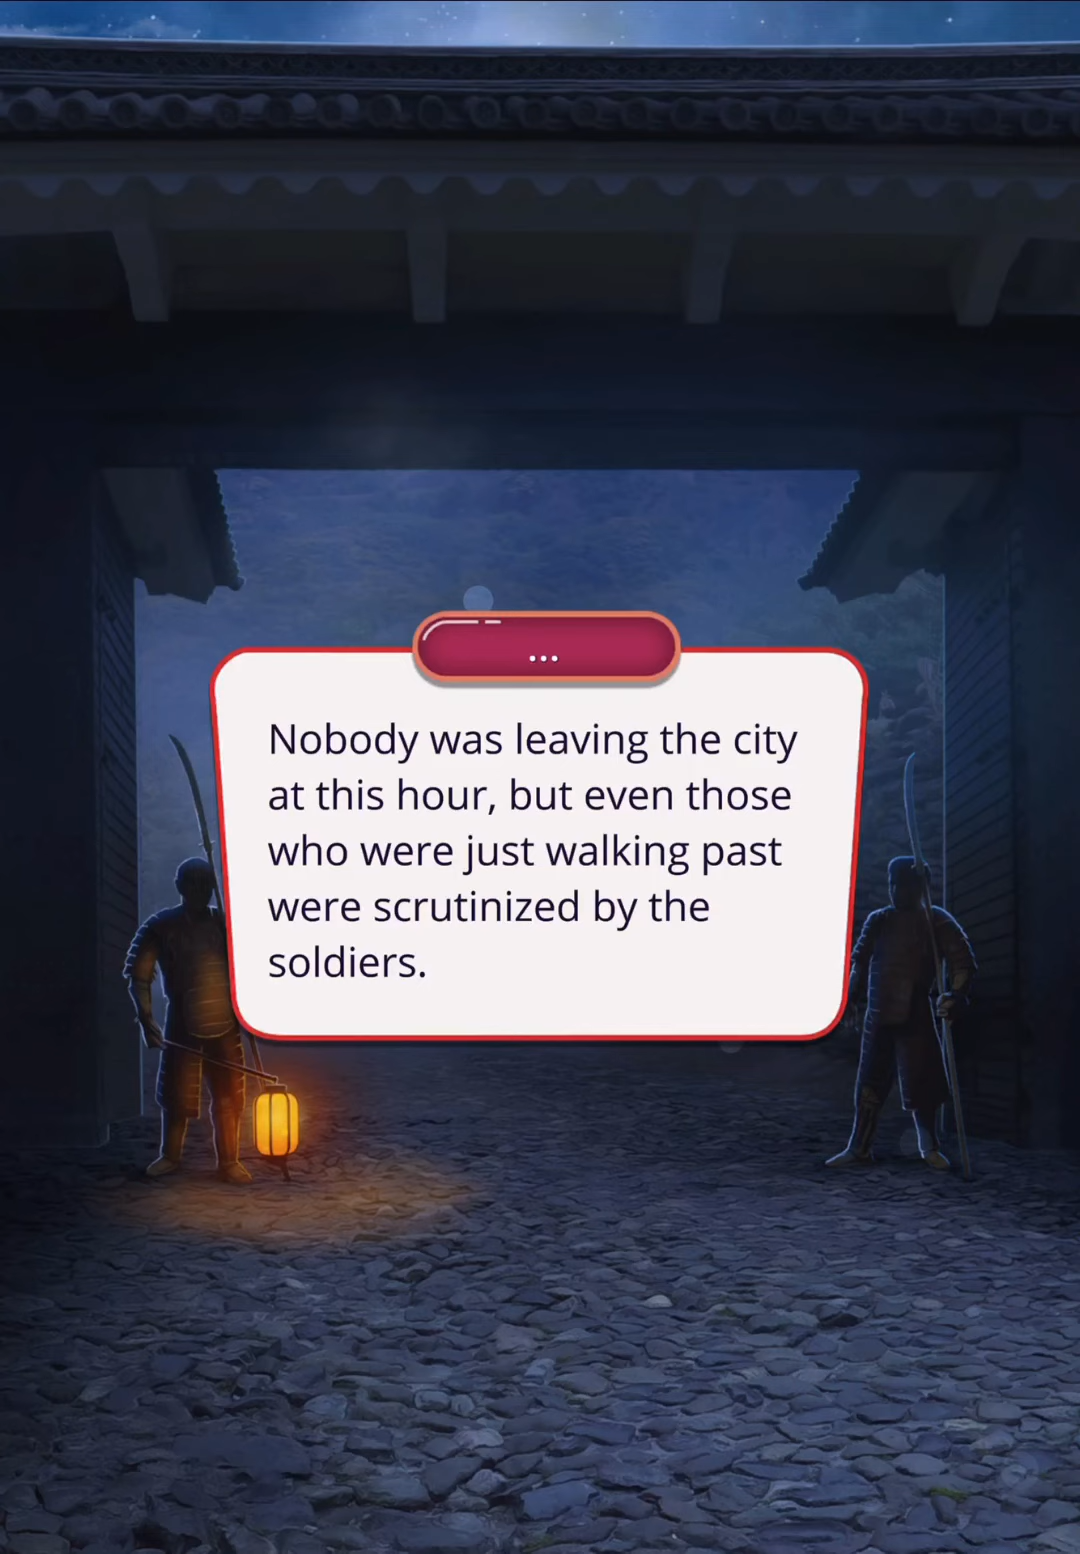 ...
Nobody was leaving the city
at this hour, but even those
who were just walking past
were scrutinized by the
soldiers.